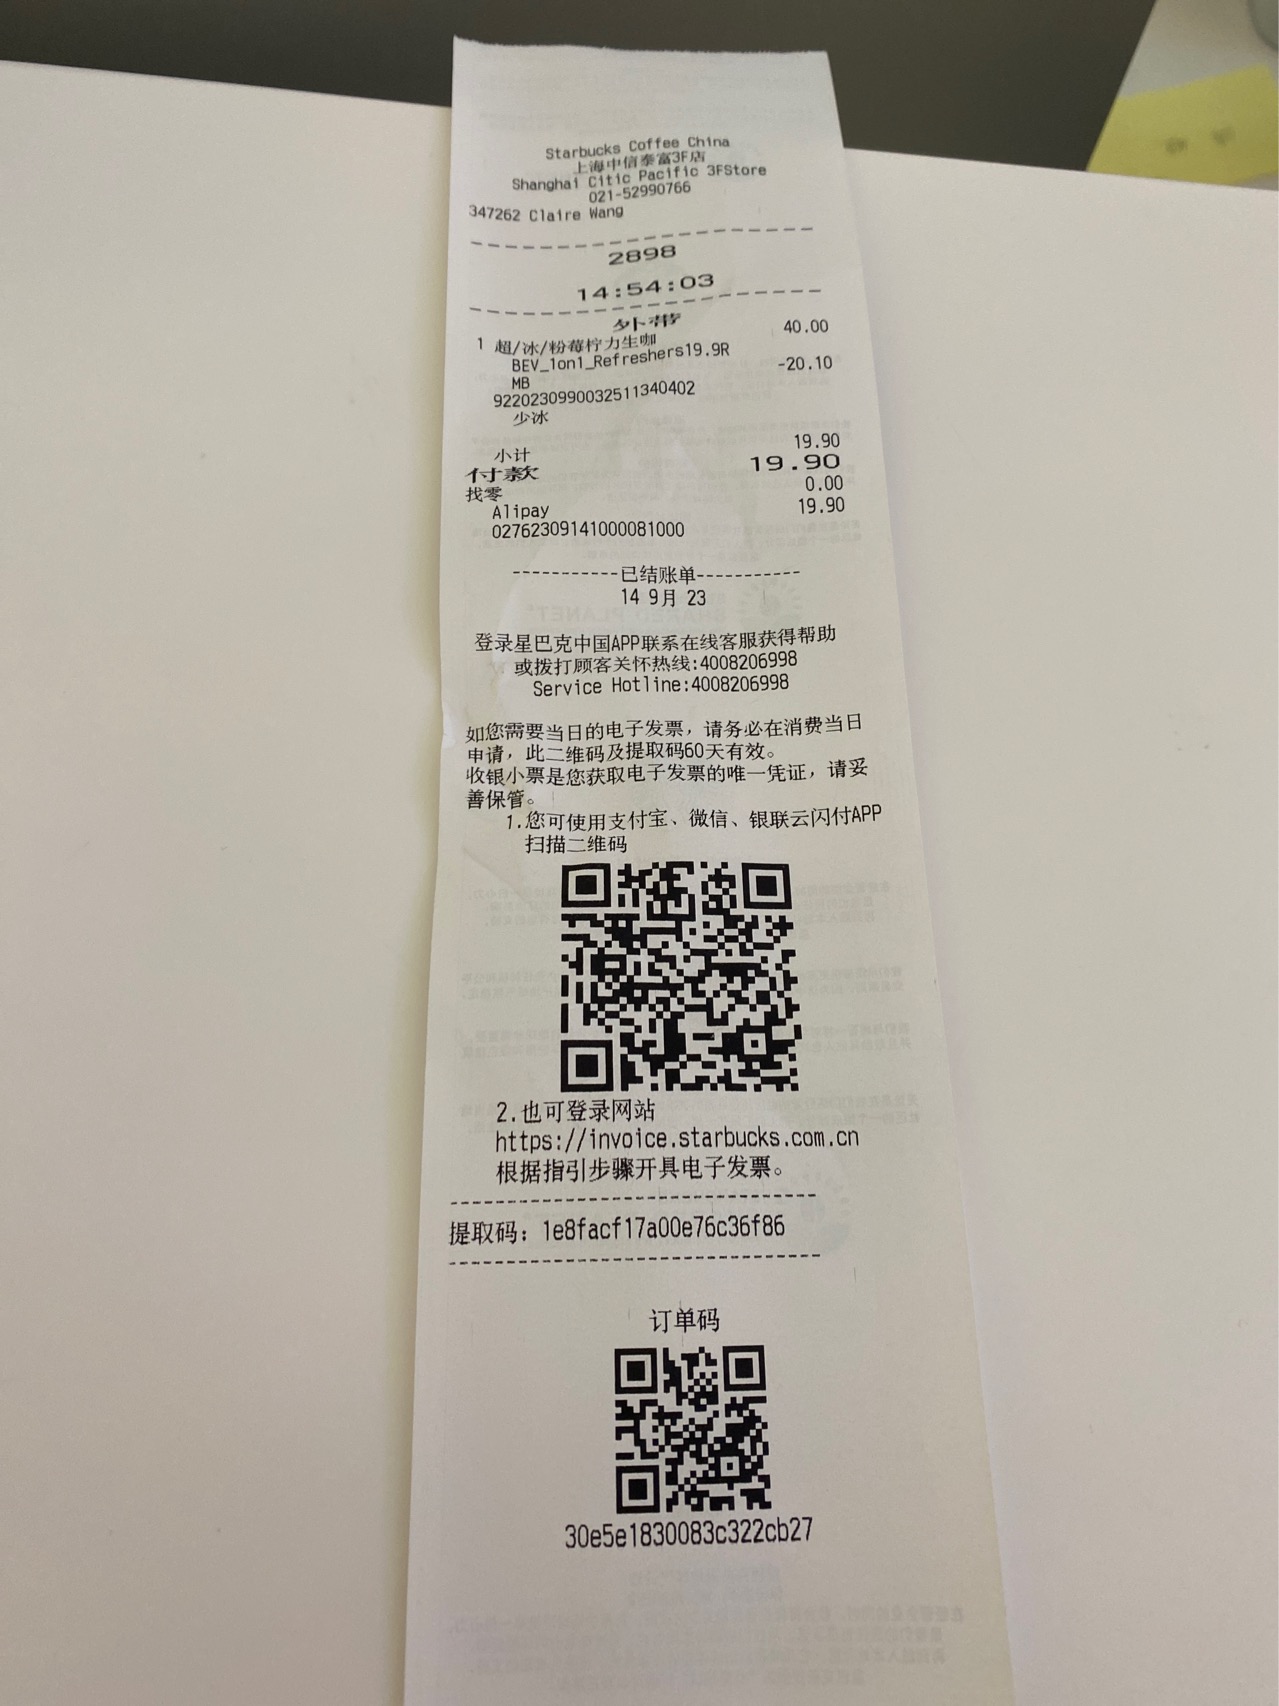 Starbucks Coffee China
上海中信泰富3F店
Shanghai Citic Pacific 3FStore
021-52990766
347262 Claire Wang
2898
14:54:03
外带
1 超/冰/粉莓柠力生咖 40.00
BEV_1on1_Refreshers19.9R -20.10
MB
9220230990032511340402
少冰
小计 19.90
付款 19.90
找零 0.00
Alipay 19.90
02762309141000081000
-----------已结账单-----------
14 9月 23
登录星巴克中国APP联系在线客服获得帮助
或拨打顾客关怀热线:4008206998
Service Hotline:4008206998
如您需要当日的电子发票，请务必在消费当日
申请，此二维码及提取码60天有效。
收银小票是您获取电子发票的唯一凭证，请妥
善保管。
1.您可使用支付宝、微信、银联云闪付APP
扫描二维码
2.也可登录网站
https://invoice.starbucks.com.cn
根据指引步骤开具电子发票。
提取码：1e8facf17a00e76c36f86
订单码
30e5e1830083c322cb27